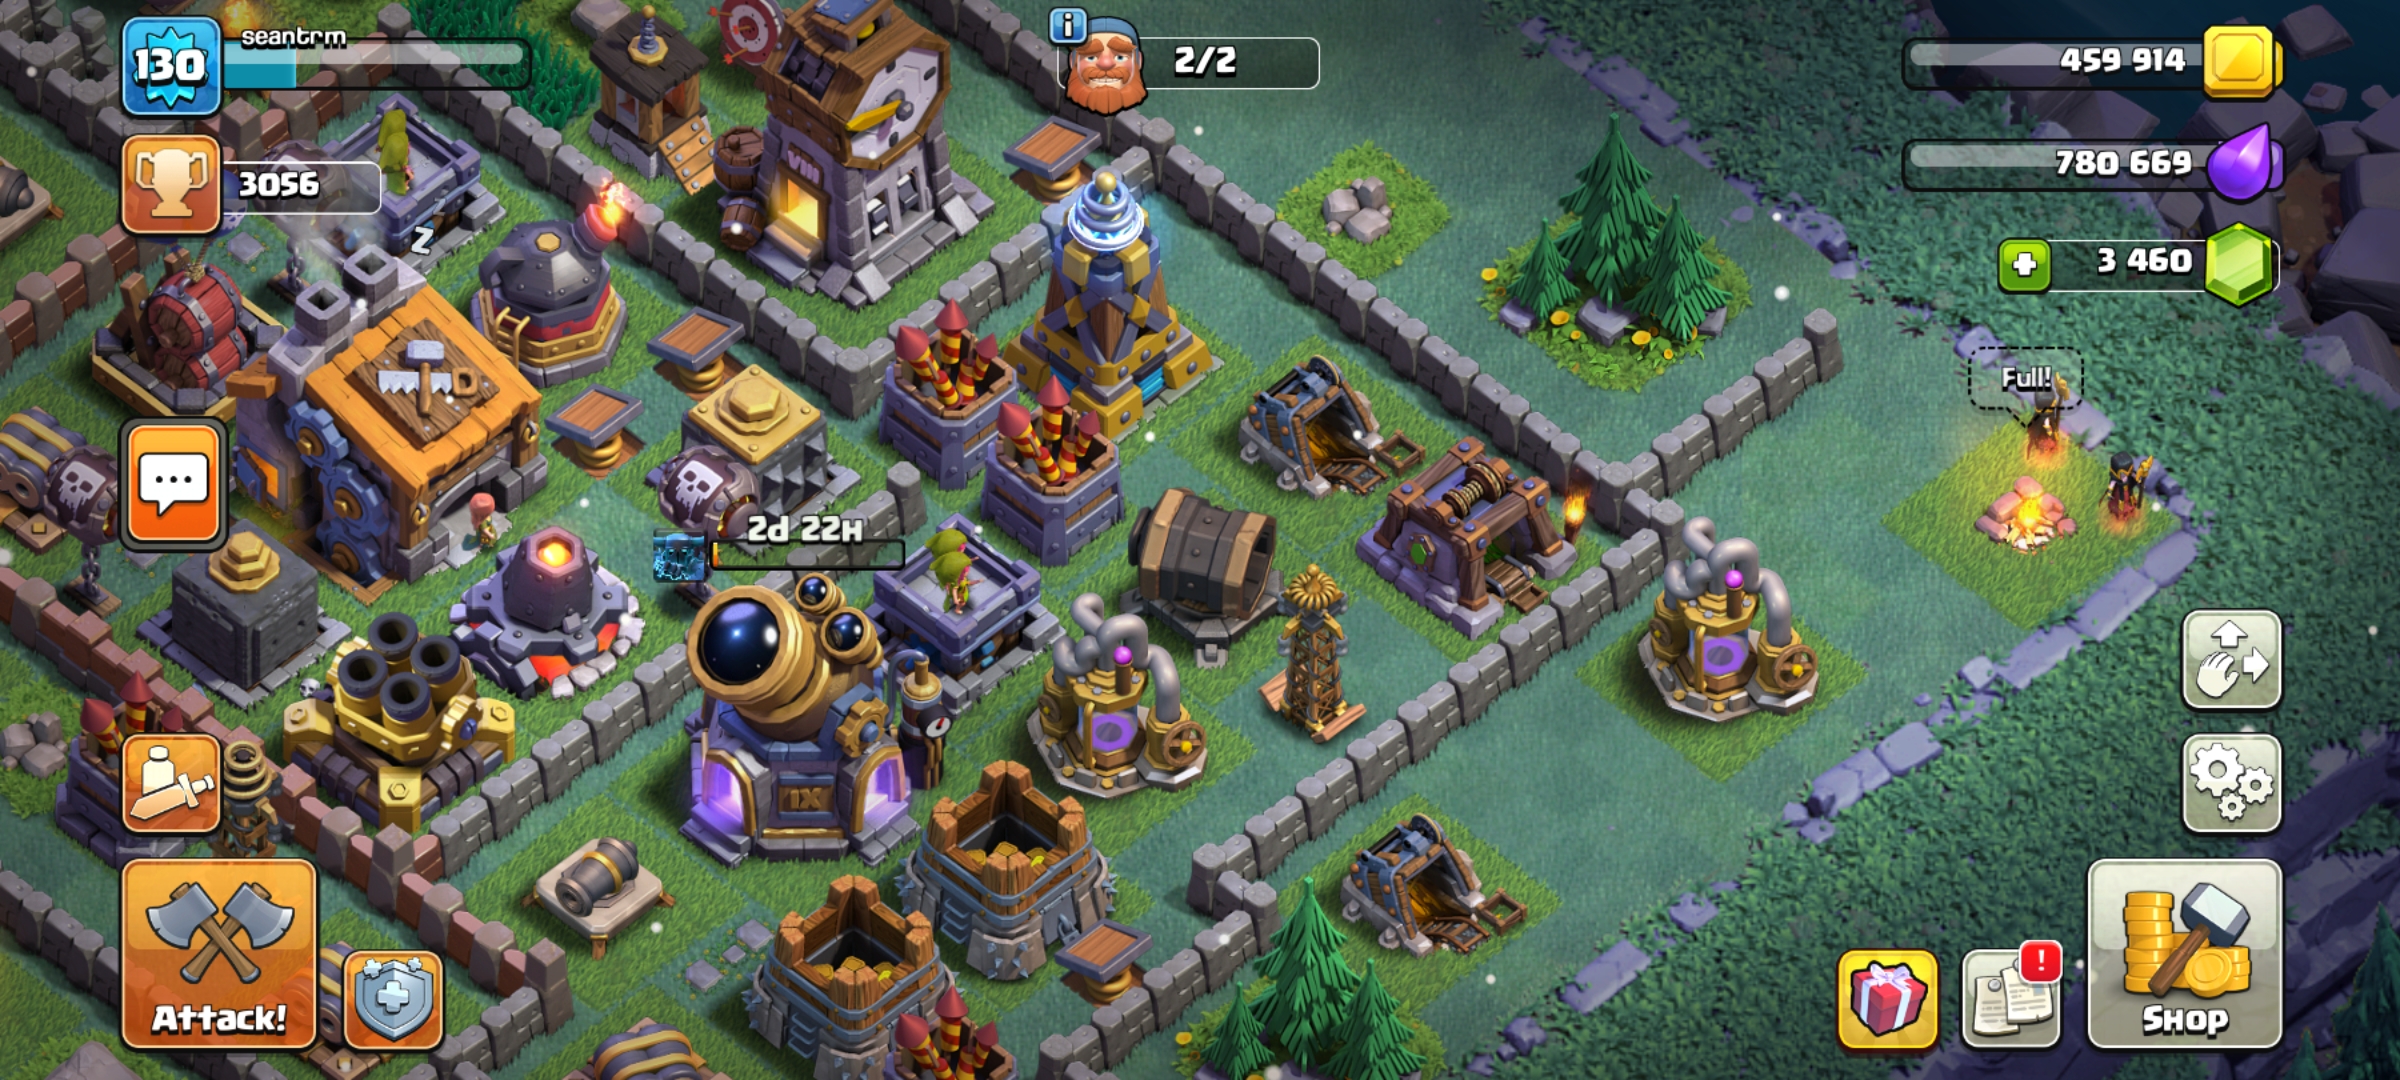 130
seantrm
i
2/2
459 914
3056
780 669
3 460
VIII
z
Full!
2d 22H
IX
Attack!
!
Shop